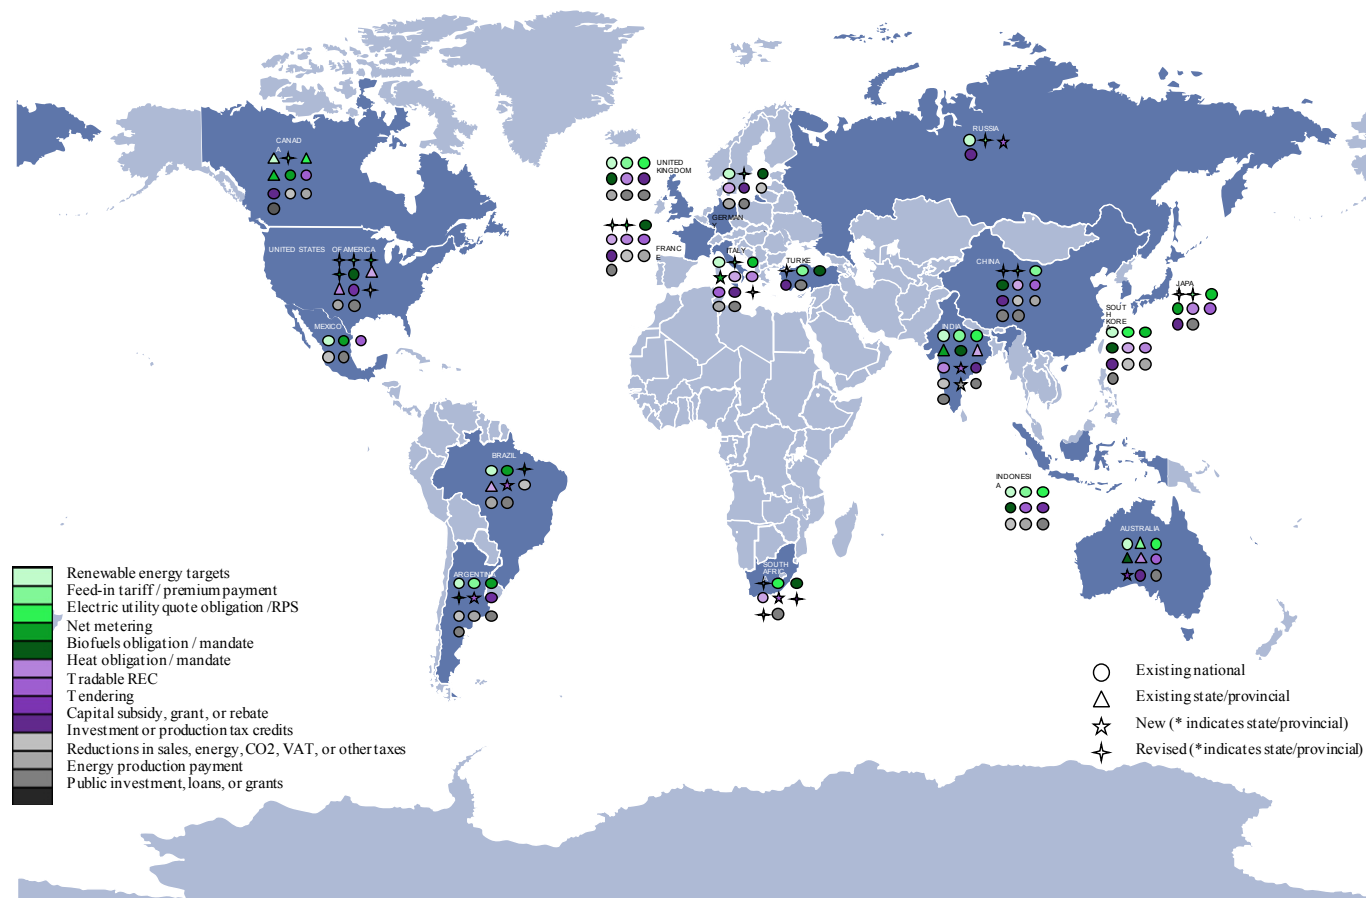 RUSSIA
CANAD
A
UNITED
KINGDOM
GERMAN
FRANC
E
ITALY
TURKE
UNITED STATES OF AMERICA
CHINA
JAPA
SOUT
H
KORE
MEXICO
INDIA
BRAZIL
INDONESI
A
AUSTRALIA
SOUTH
AFRIC
A
ARGENTINA
Renewable energy targets
Feed-in tariff / premium payment
Electric utility quote obligation /RPS
Net metering
Biofuels obligation / mandate
Heat obligation / mandate
Tradable REC
Tendering
Capital subsidy, grant, or rebate
Investment or production tax credits
Reductions in sales, energy, CO2, VAT, or other taxes
Energy production payment
Public investment, loans, or grants
Existing national
Existing state/provincial
New (* indicates state/provincial)
Revised (*indicates state/provincial)